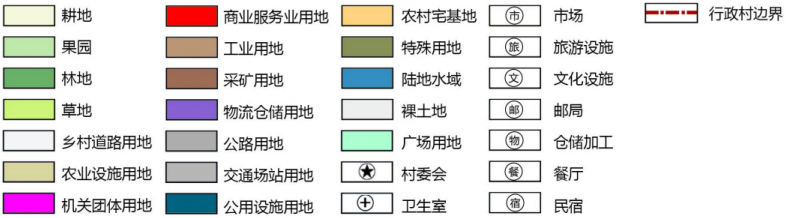 耕地 商业服务业用地 农村宅基地 市 市场 行政村边界
果园 工业用地 特殊用地 旅 旅游设施
林地 采矿用地 陆地水域 文 文化设施
草地 物流仓储用地 裸土地 邮 邮局
乡村道路用地 公路用地 广场用地 物 仓储加工
农业设施用地 交通场站用地 村委会 餐 餐厅
机关团体用地 公用设施用地 卫生室 宿 民宿